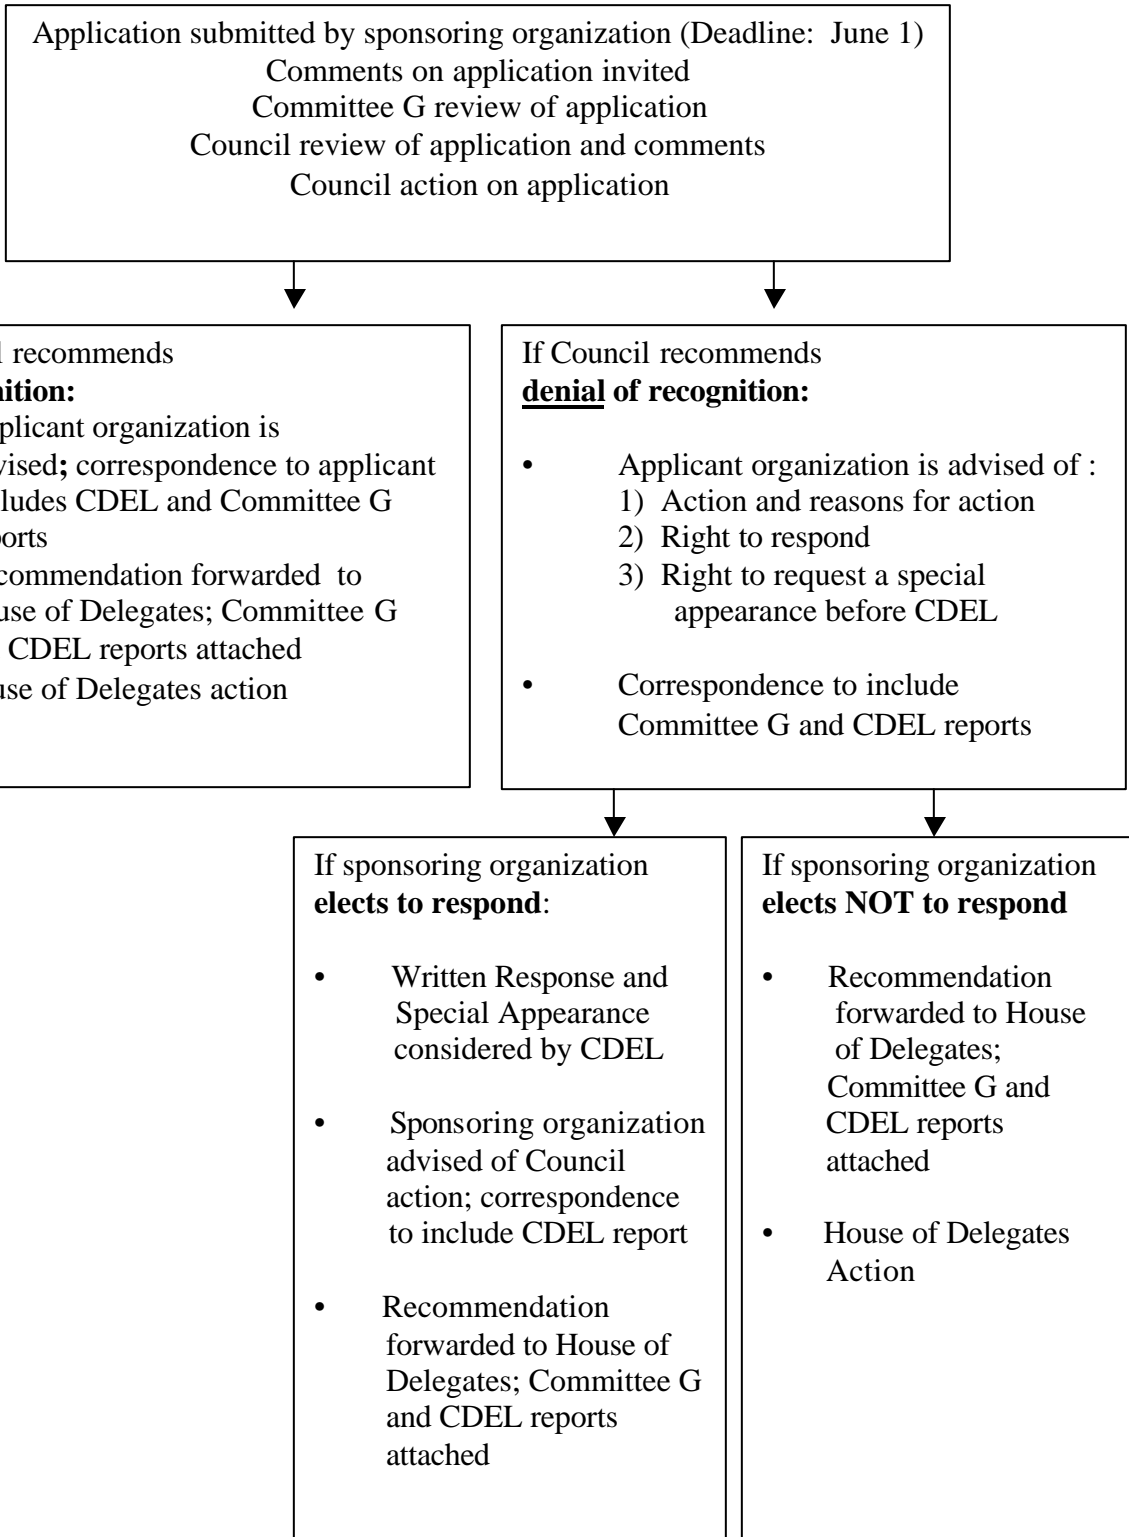 Application submitted by sponsoring organization (Deadline: June 1)
Comments on application invited
Committee G review of application
Council review of application and comments
Council action on application
l recommends
nition:
plicant organization is
vised; correspondence to applicant
ludes CDEL and Committee G
orts
commendation forwarded to
use of Delegates; Committee G
CDEL reports attached
use of Delegates action
If Council recommends
denial of recognition:
• Applicant organization is advised of :
1) Action and reasons for action
2) Right to respond
3) Right to request a special
appearance before CDEL
• Correspondence to include
Committee G and CDEL reports
If sponsoring organization
elects to respond:
• Written Response and
Special Appearance
considered by CDEL
• Sponsoring organization
advised of Council
action; correspondence
to include CDEL report
• Recommendation
forwarded to House of
Delegates; Committee G
and CDEL reports
attached
If sponsoring organization
elects NOT to respond
• Recommendation
forwarded to House
of Delegates;
Committee G and
CDEL reports
attached
• House of Delegates
Action